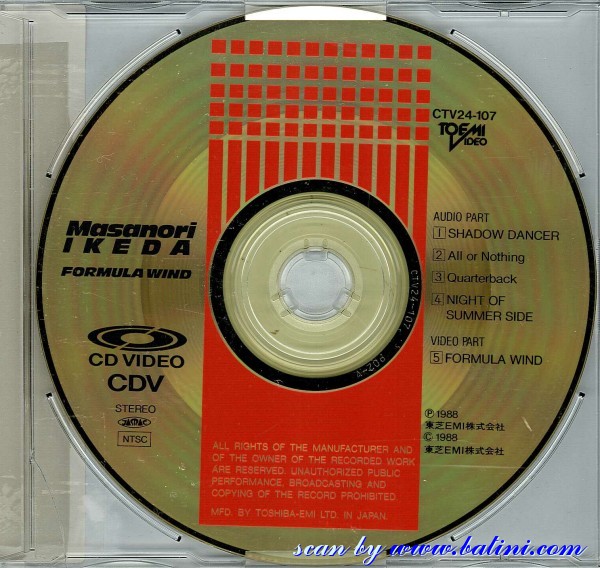 CTV24-107
TOEMI
VIDEO
Masanori
IKEDA
FORMULA WIND
CD VIDEO
CDV
STEREO
JASRAC
NTSC
AUDIO PART
1 SHADOW DANCER
2 All or Nothing
3 Quarterback
4 NIGHT OF
SUMMER SIDE
VIDEO PART
5 FORMULA WIND
Ⓟ 1988
東芝EMI株式会社
© 1988
東芝EMI株式会社
CTV24-107
ALL RIGHTS OF THE MANUFACTURER AND
OF THE OWNER OF THE RECORDED WORK
ARE RESERVED. UNAUTHORIZED PUBLIC
PERFORMANCE, BROADCASTING AND
COPYING OF THE RECORD PROHIBITED.
MFD. BY TOSHIBA-EMI LTD. IN JAPAN.
scan by www.batini.com